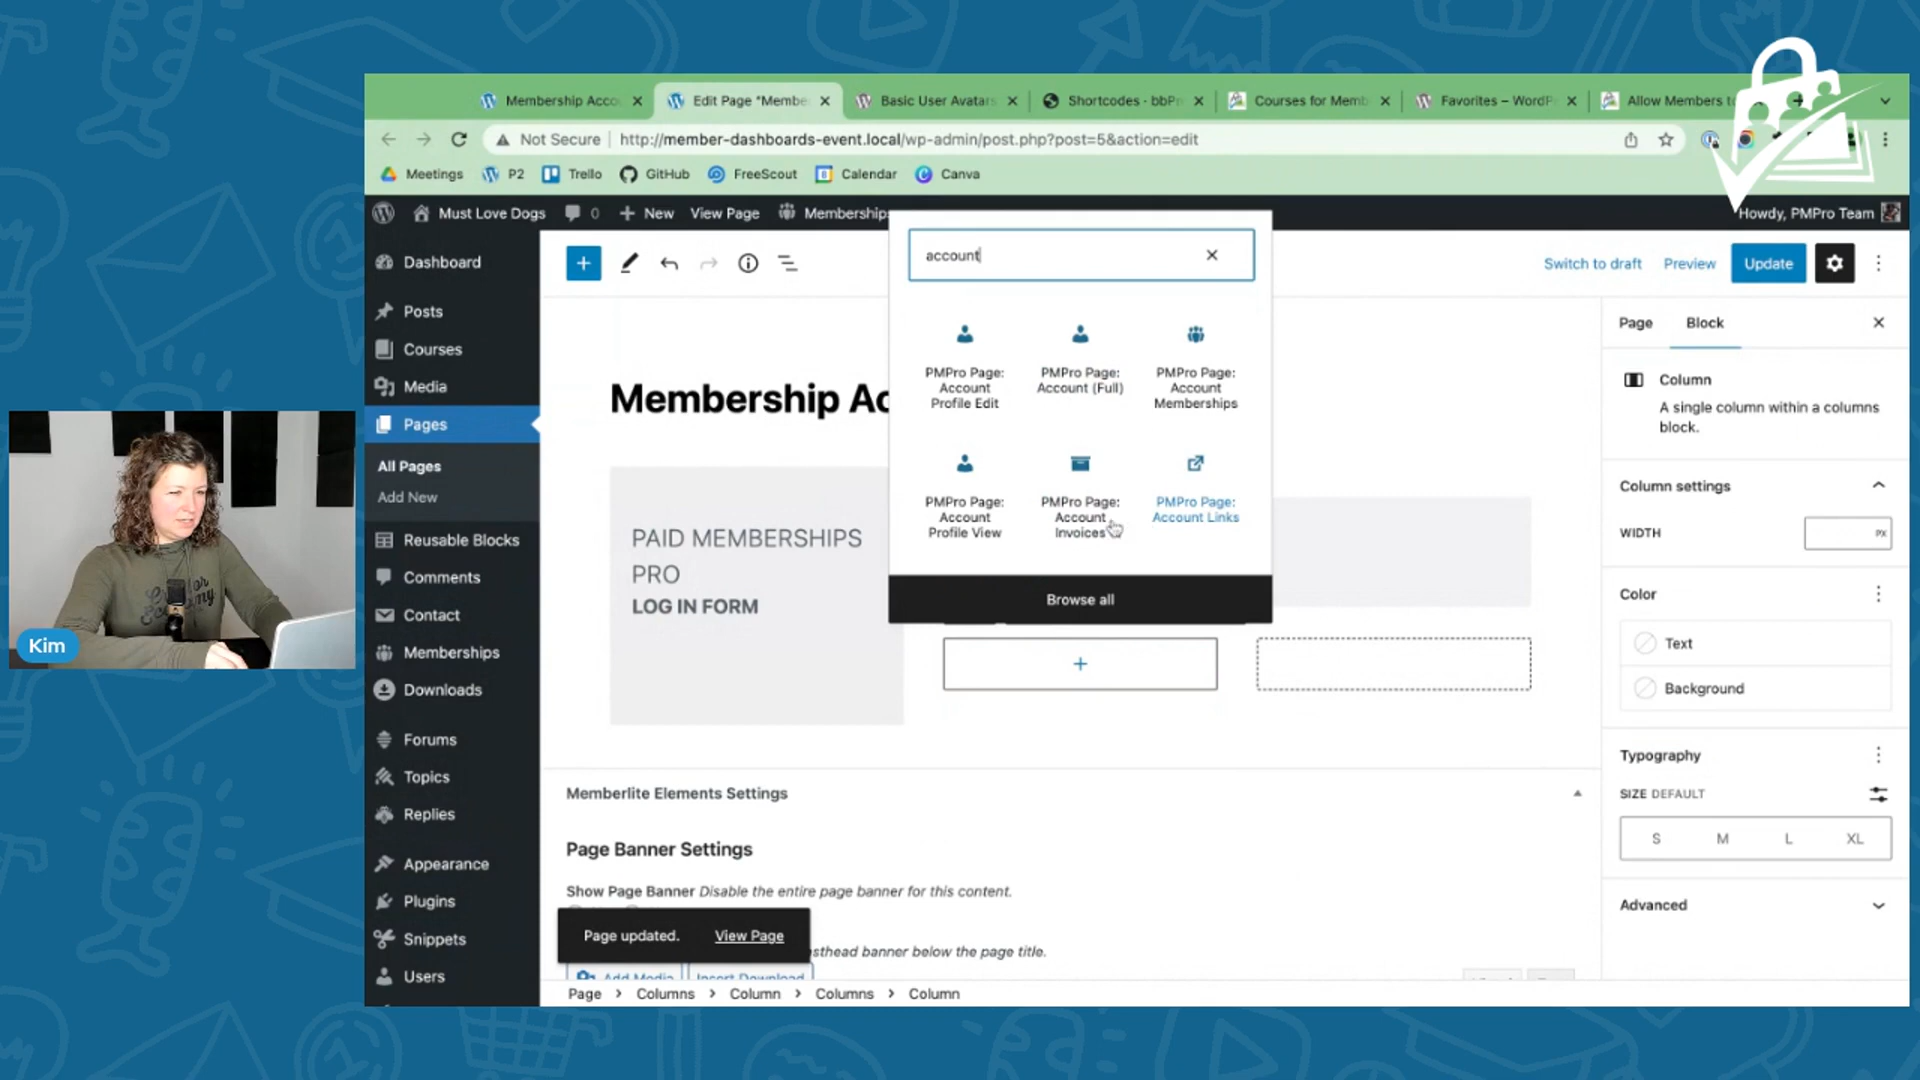 Membership Acco
Edit Page "Membe
Basic User Avatars
Shortcodes - bbPr
Courses for Memb
Favorites – WordP
Allow Members to
Not Secure
http://member-dashboards-event.local/wp-admin/post.php?post=5&action=edit
Meetings
P2
Trello
GitHub
FreeScout
Calendar
Canva
Must Love Dogs
0
New
View Page
Memberships
Howdy, PMPro Team
Dashboard
Posts
Courses
Media
Pages
All Pages
Add New
Reusable Blocks
Comments
Contact
Memberships
Downloads
Forums
Topics
Replies
Appearance
Plugins
Snippets
Users
Kim
account
Switch to draft
Preview
Update
Membership Ac
PAID MEMBERSHIPS
PRO
LOG IN FORM
PMPro Page:
Account
Profile Edit
PMPro Page:
Account (Full)
PMPro Page:
Account
Memberships
PMPro Page:
Account
Profile View
PMPro Page:
Account
Invoices
PMPro Page:
Account Links
Browse all
Memberlite Elements Settings
Page Banner Settings
Show Page Banner Disable the entire page banner for this content.
Page updated.
View Page
sthead banner below the page title.
Add Media
Insert Download
Page
Columns
Column
Columns
Column
Page
Block
Column
A single column within a columns
block.
Column settings
WIDTH
PX
Color
Text
Background
Typography
SIZE DEFAULT
S
M
L
XL
Advanced